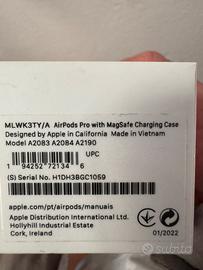 MLWK3TY/A AirPods Pro with MagSafe Charging Case
Designed by Apple in California Made in Vietnam
Model A2083 A2084 A2190
UPC
1 94252 72134 6
(S) Serial No. H1DH3BGC1059
apple.com/pt/airpods/manuais
Apple Distribution International Ltd.
Hollyhill Industrial Estate
Cork, Ireland
01/2022
subito